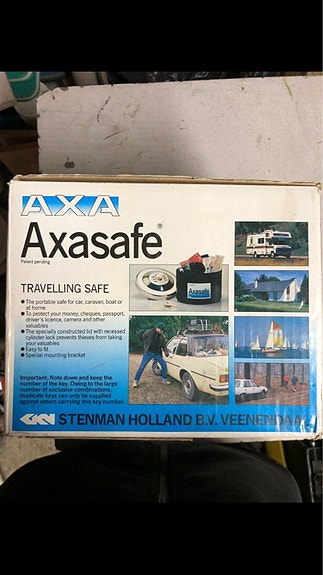 AXA
Axasafe®
Patent pending
TRAVELLING SAFE
● The portable safe for car, caravan, boat or
at home
● To protect your money, cheques, passport,
driver's licence, camera and other
valuables
● The specially constructed lid with recessed
cylinder lock prevents thieves from taking
your valuables
● Easy to fit
● Special mounting bracket
Important: Note down and keep the
number of the key. Owing to the large
number of exclusive combinations,
duplicate keys can only be supplied
against orders carrying this key number.
GKN STENMAN HOLLAND B.V. VEENENDAAL